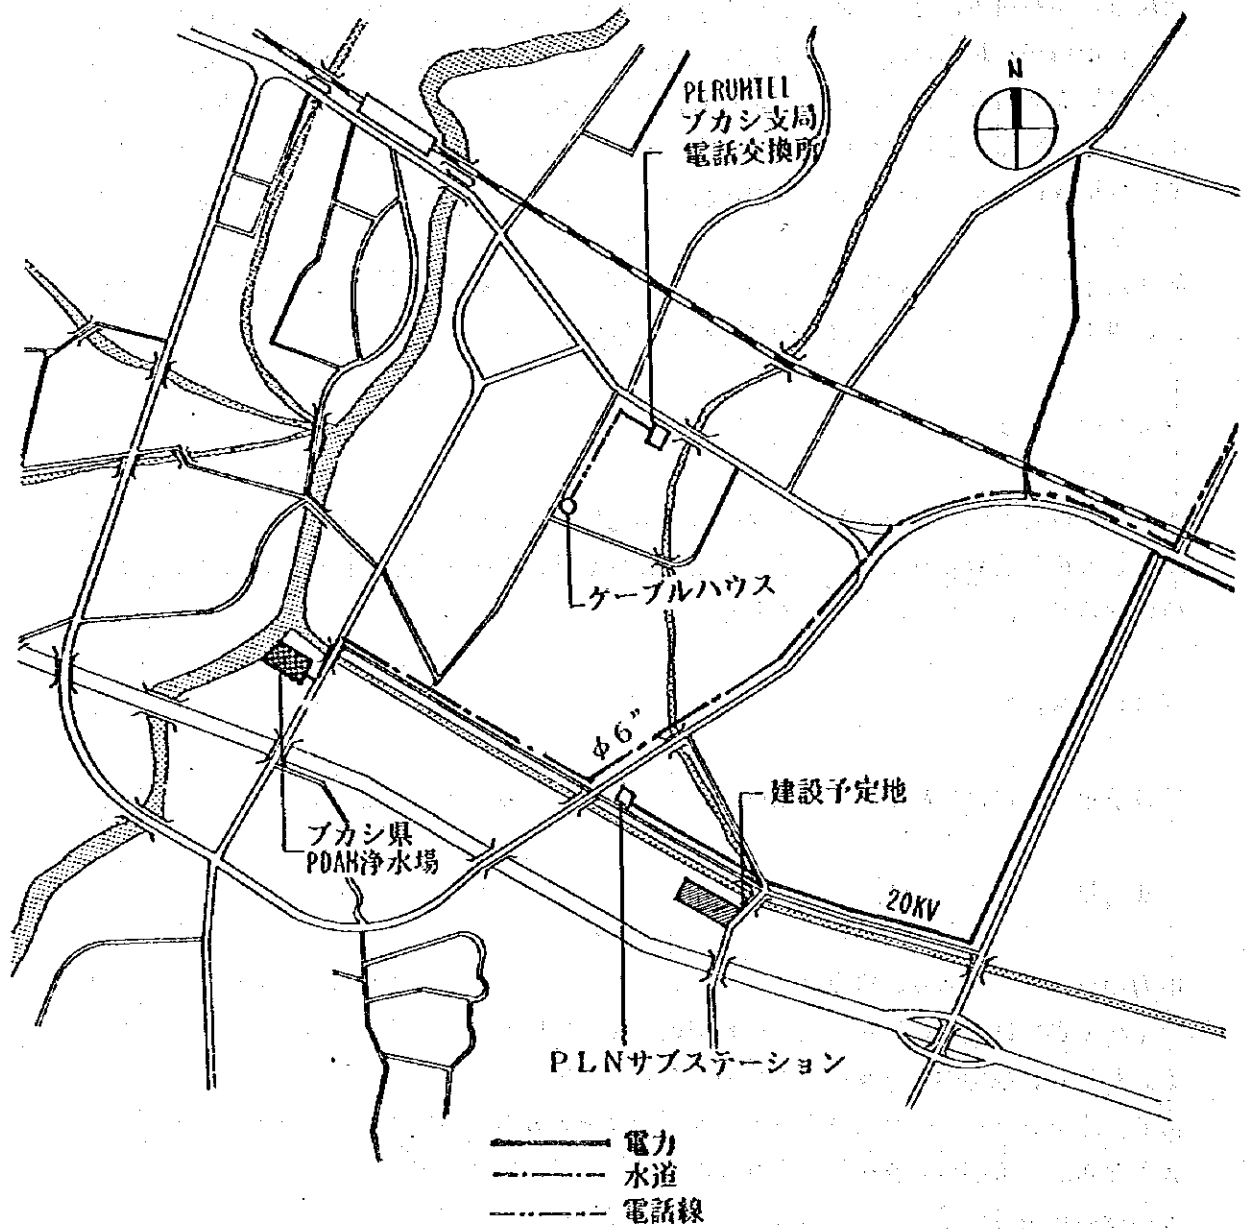 N
PERUMTEL
ブカシ支局
電話交換所
ケーブルハウス
φ6"
建設予定地
ブカシ県
PDAM浄水場
20KV
PLNサブステーション
電力
水道
電話線